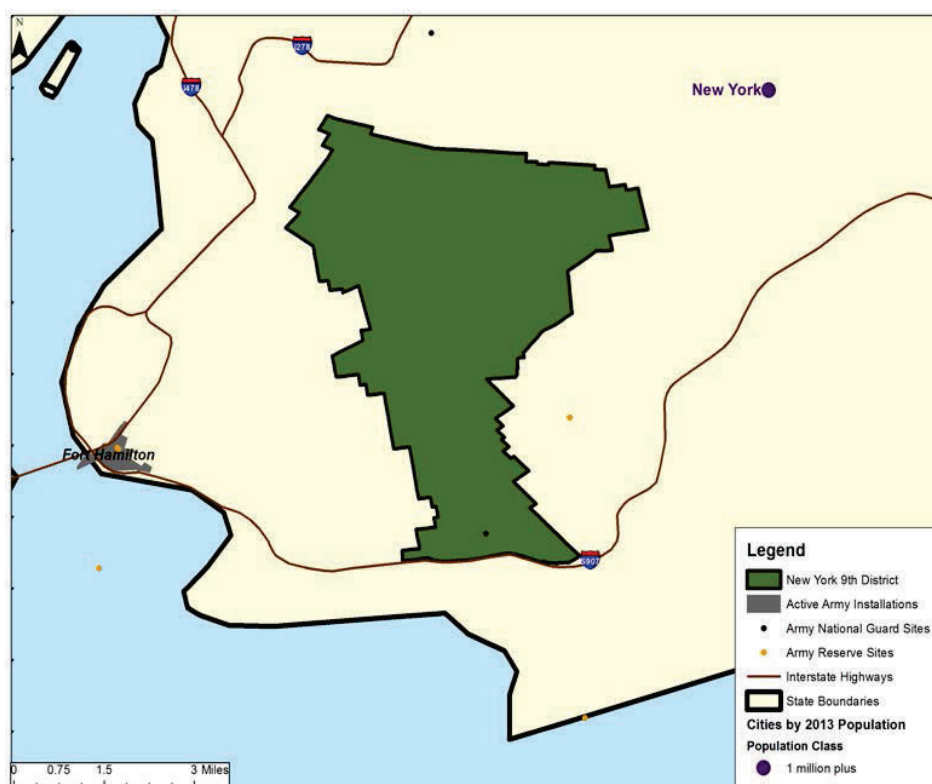 N
I278
I478
New York
Fort Hamilton
S907
Legend
New York 9th District
Active Army Installations
Army National Guard Sites
Army Reserve Sites
Interstate Highways
State Boundaries
Cities by 2013 Population
Population Class
1 million plus
0 0.75 1.5 3 Miles